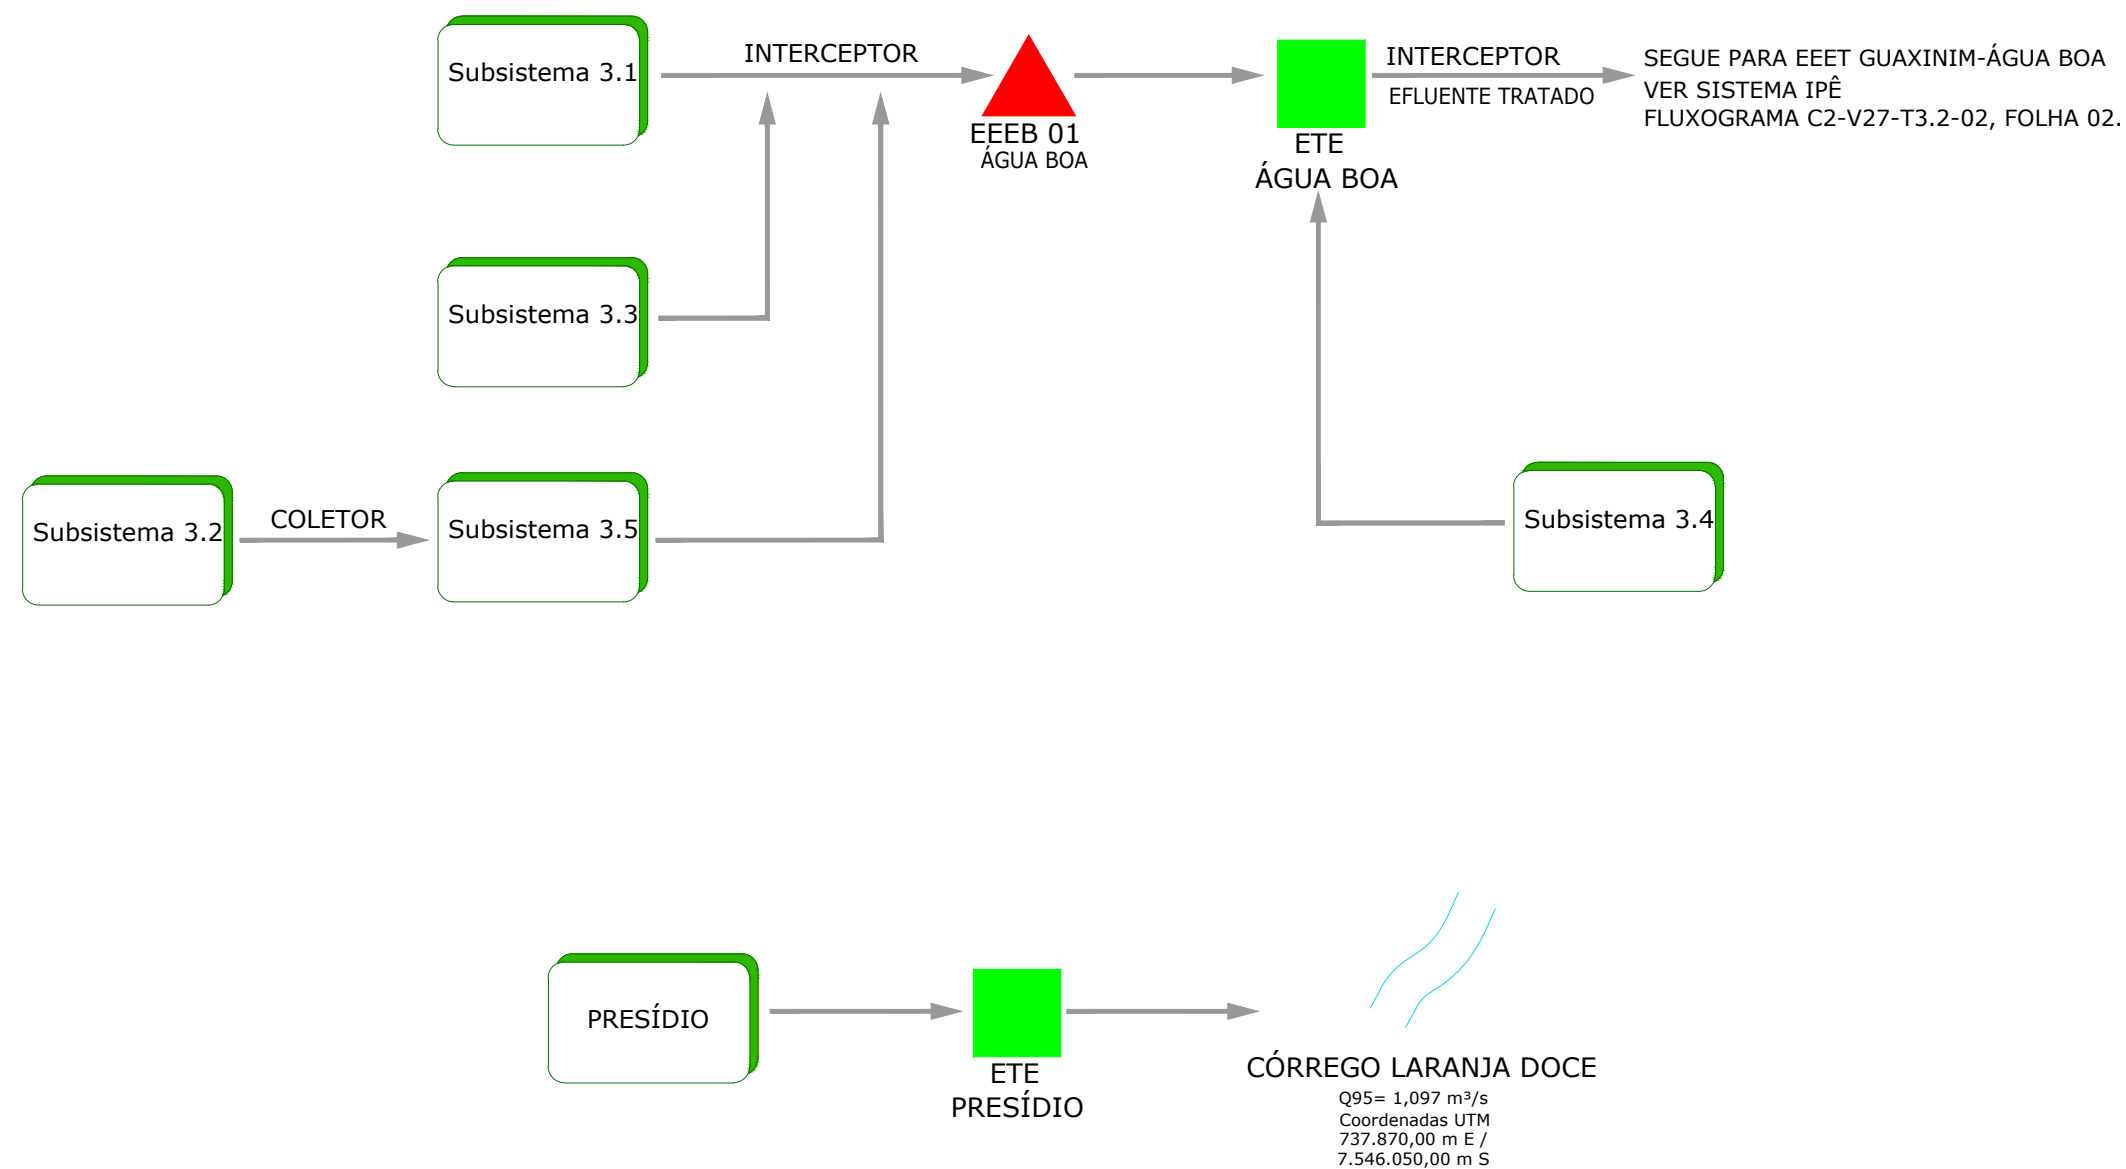 Subsistema 3.1
INTERCEPTOR
EEEB 01
ÁGUA BOA
ETE
ÁGUA BOA
INTERCEPTOR
EFLUENTE TRATADO
SEGUE PARA EEET GUAXINIM-ÁGUA BOA
VER SISTEMA IPÊ
FLUXOGRAMA C2-V27-T3.2-02, FOLHA 02.
Subsistema 3.3
Subsistema 3.2
COLETOR
Subsistema 3.5
Subsistema 3.4
PRESÍDIO
ETE
PRESÍDIO
CÓRREGO LARANJA DOCE
Q95= 1,097 m³/s
Coordenadas UTM
737.870,00 m E /
7.546.050,00 m S